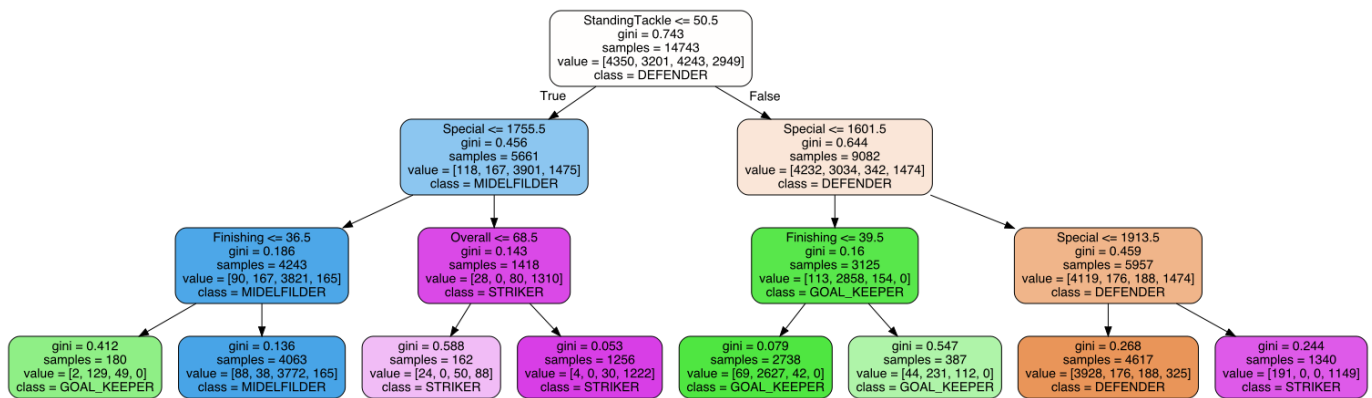 StandingTackle <= 50.5
gini = 0.743
samples = 14743
value = [4350, 3201, 4243, 2949]
class = DEFENDER
True
False
Special <= 1755.5
gini = 0.456
samples = 5661
value = [118, 167, 3901, 1475]
class = MIDELFILDER
Special <= 1601.5
gini = 0.644
samples = 9082
value = [4232, 3034, 342, 1474]
class = DEFENDER
Finishing <= 36.5
gini = 0.186
samples = 4243
value = [90, 167, 3821, 165]
class = MIDELFILDER
Overall <= 68.5
gini = 0.143
samples = 1418
value = [28, 0, 80, 1310]
class = STRIKER
Finishing <= 39.5
gini = 0.16
samples = 3125
value = [113, 2858, 154, 0]
class = GOAL_KEEPER
Special <= 1913.5
gini = 0.459
samples = 5957
value = [4119, 176, 188, 1474]
class = DEFENDER
gini = 0.412
samples = 180
value = [2, 129, 49, 0]
class = GOAL_KEEPER
gini = 0.136
samples = 4063
value = [88, 38, 3772, 165]
class = MIDELFILDER
gini = 0.588
samples = 162
value = [24, 0, 50, 88]
class = STRIKER
gini = 0.053
samples = 1256
value = [4, 0, 30, 1222]
class = STRIKER
gini = 0.079
samples = 2738
value = [69, 2627, 42, 0]
class = GOAL_KEEPER
gini = 0.547
samples = 387
value = [44, 231, 112, 0]
class = GOAL_KEEPER
gini = 0.268
samples = 4617
value = [3928, 176, 188, 325]
class = DEFENDER
gini = 0.244
samples = 1340
value = [191, 0, 0, 1149]
class = STRIKER